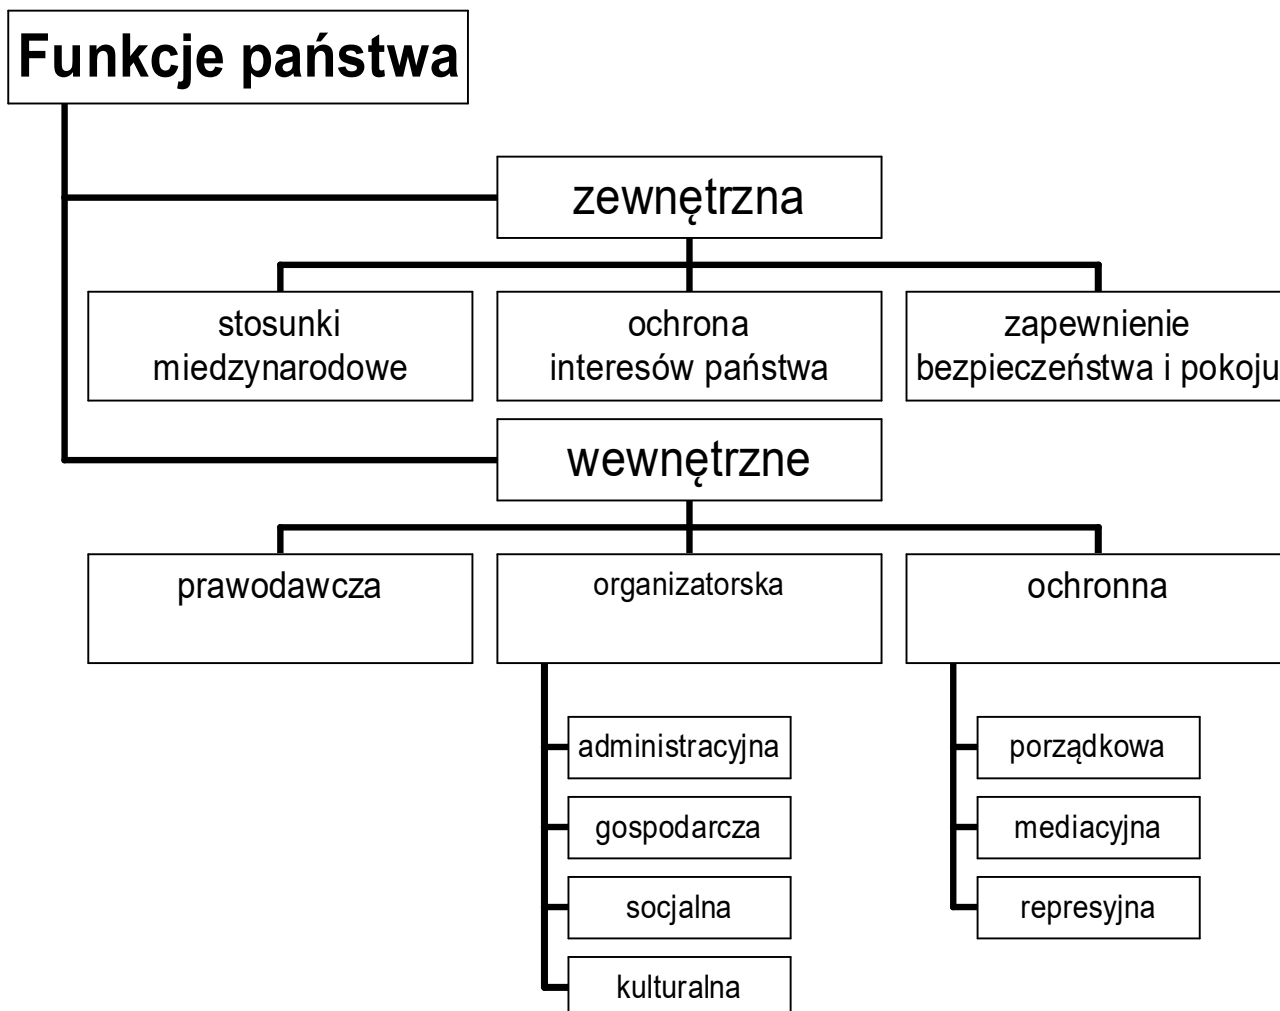 Funkcje państwa
zewnętrzna
stosunki
miedzynarodowe
ochrona
interesów państwa
zapewnienie
bezpieczeństwa i pokoju
wewnętrzne
prawodawcza
organizatorska
ochronna
administracyjna
gospodarcza
socjalna
kulturalna
porządkowa
mediacyjna
represyjna